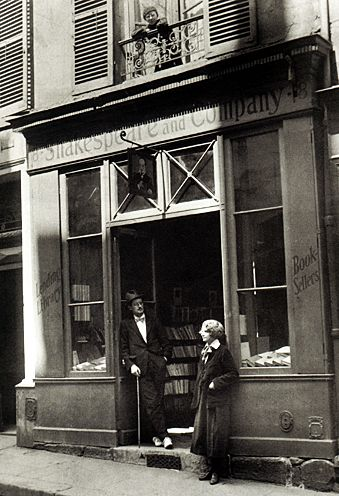 Shakespeare and Company
Lending
Library
Book
Sellers